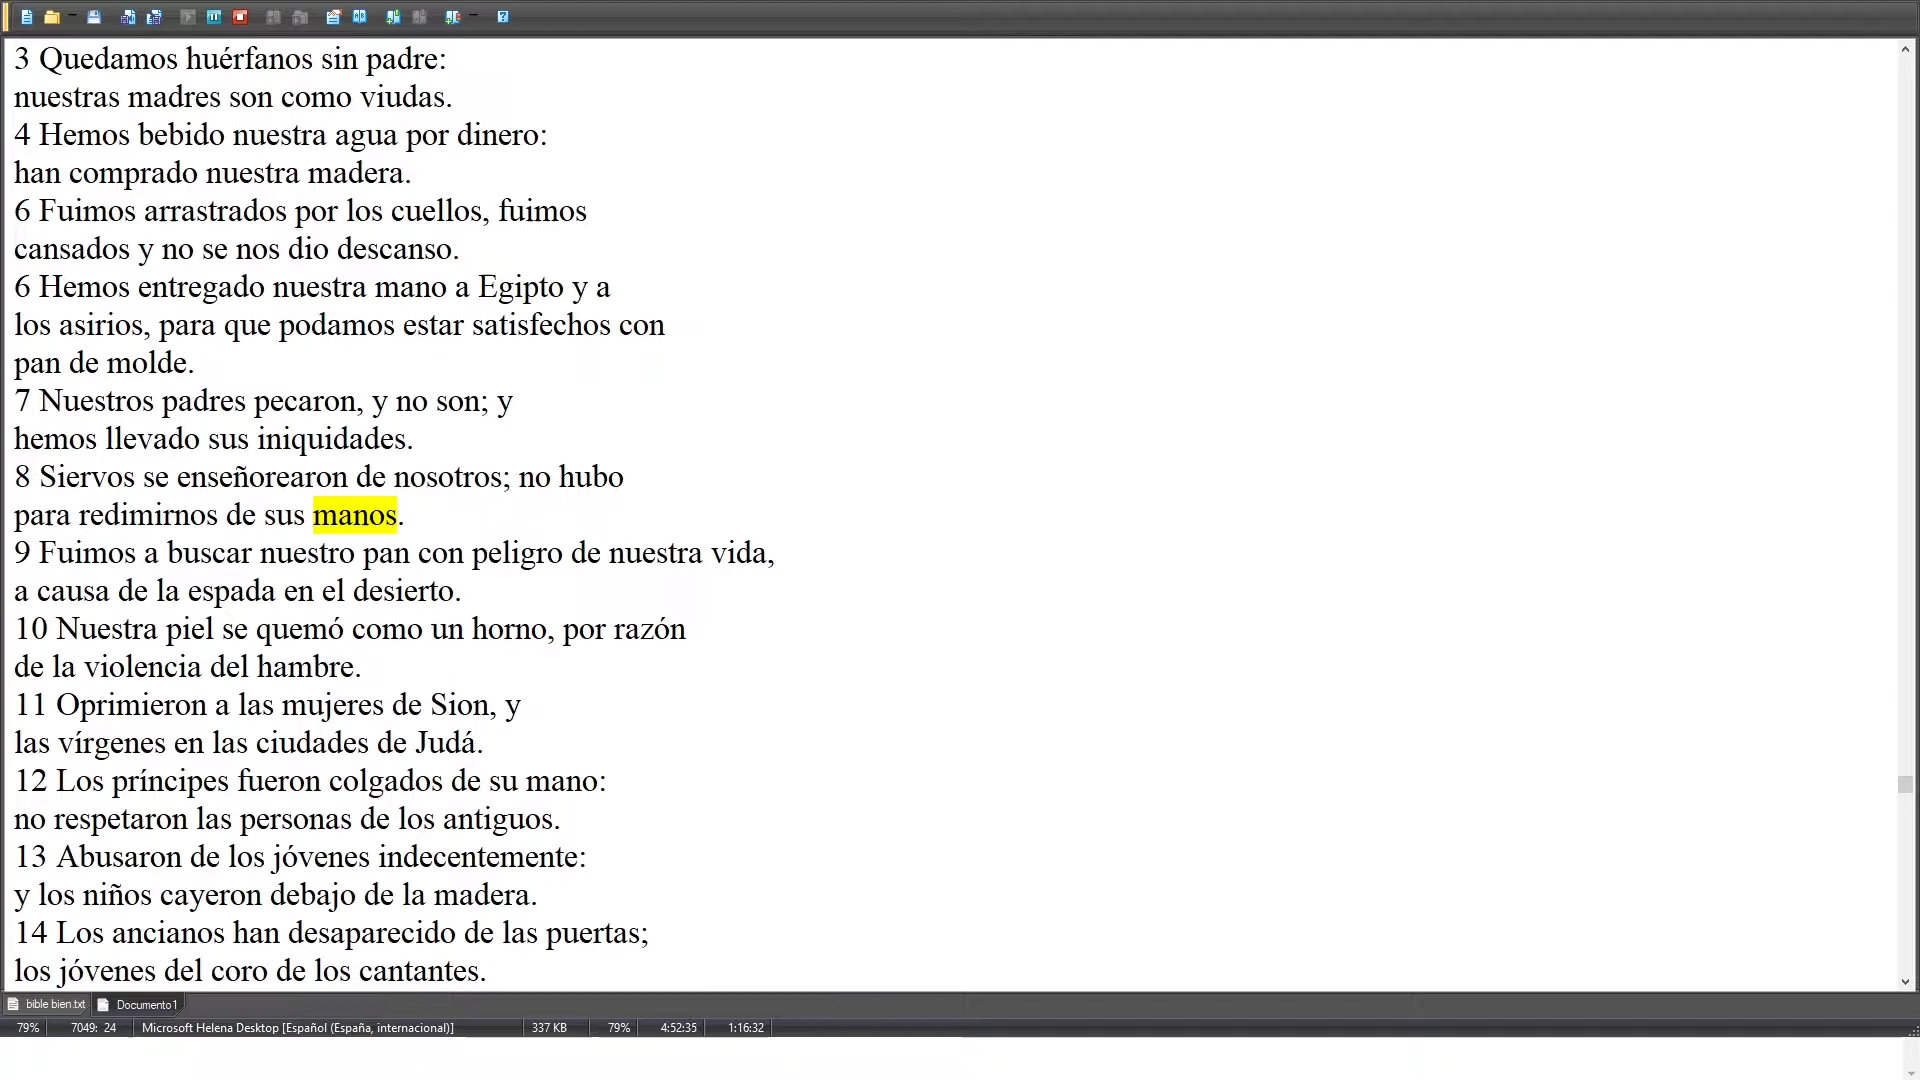 3 Quedamos huérfanos sin padre:
nuestras madres son como viudas.
4 Hemos bebido nuestra agua por dinero:
han comprado nuestra madera.
6 Fuimos arrastrados por los cuellos, fuimos
cansados y no se nos dio descanso.
6 Hemos entregado nuestra mano a Egipto y a
los asirios, para que podamos estar satisfechos con
pan de molde.
7 Nuestros padres pecaron, y no son; y
hemos llevado sus iniquidades.
8 Siervos se enseñorearon de nosotros; no hubo
para redimirnos de sus manos.
9 Fuimos a buscar nuestro pan con peligro de nuestra vida,
a causa de la espada en el desierto.
10 Nuestra piel se quemó como un horno, por razón
de la violencia del hambre.
11 Oprimieron a las mujeres de Sion, y
las vírgenes en las ciudades de Judá.
12 Los príncipes fueron colgados de su mano:
no respetaron las personas de los antiguos.
13 Abusaron de los jóvenes indecentemente:
y los niños cayeron debajo de la madera.
14 Los ancianos han desaparecido de las puertas;
los jóvenes del coro de los cantantes.
bible bien.txt Documento1
79% 7049: 24 Microsoft Helena Desktop [Español (España, internacional)] 337 KB 79% 4:52:35 1:16:32